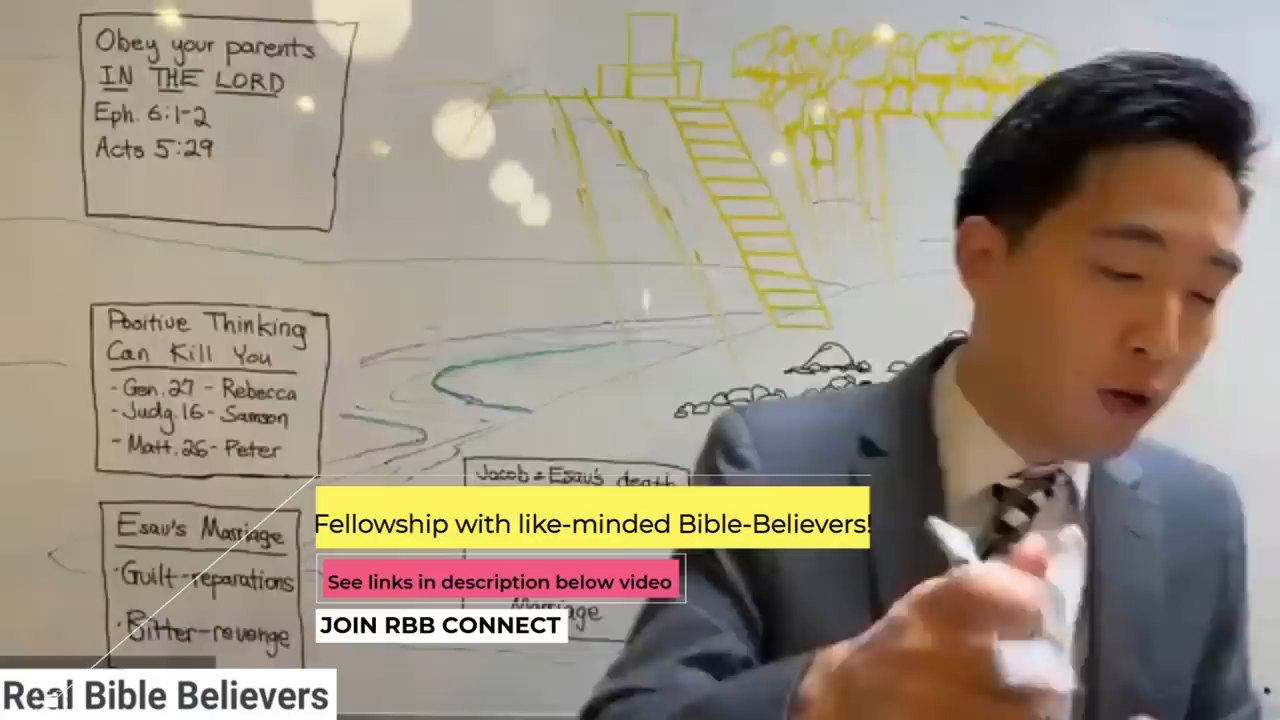 Obey your parents
IN THE LORD
Eph. 6:1-2
Acts 5:29
Positive Thinking
Can Kill You
- Gen. 27 - Rebecca
- Judg. 16 - Samson
- Matt. 26 - Peter
Esau's Marriage
· Guilt-reparations
· Bitter-revenge
Jacob & Esau's death
Marriage
Fellowship with like-minded Bible-Believers!
See links in description below video
JOIN RBB CONNECT
Real Bible Believers